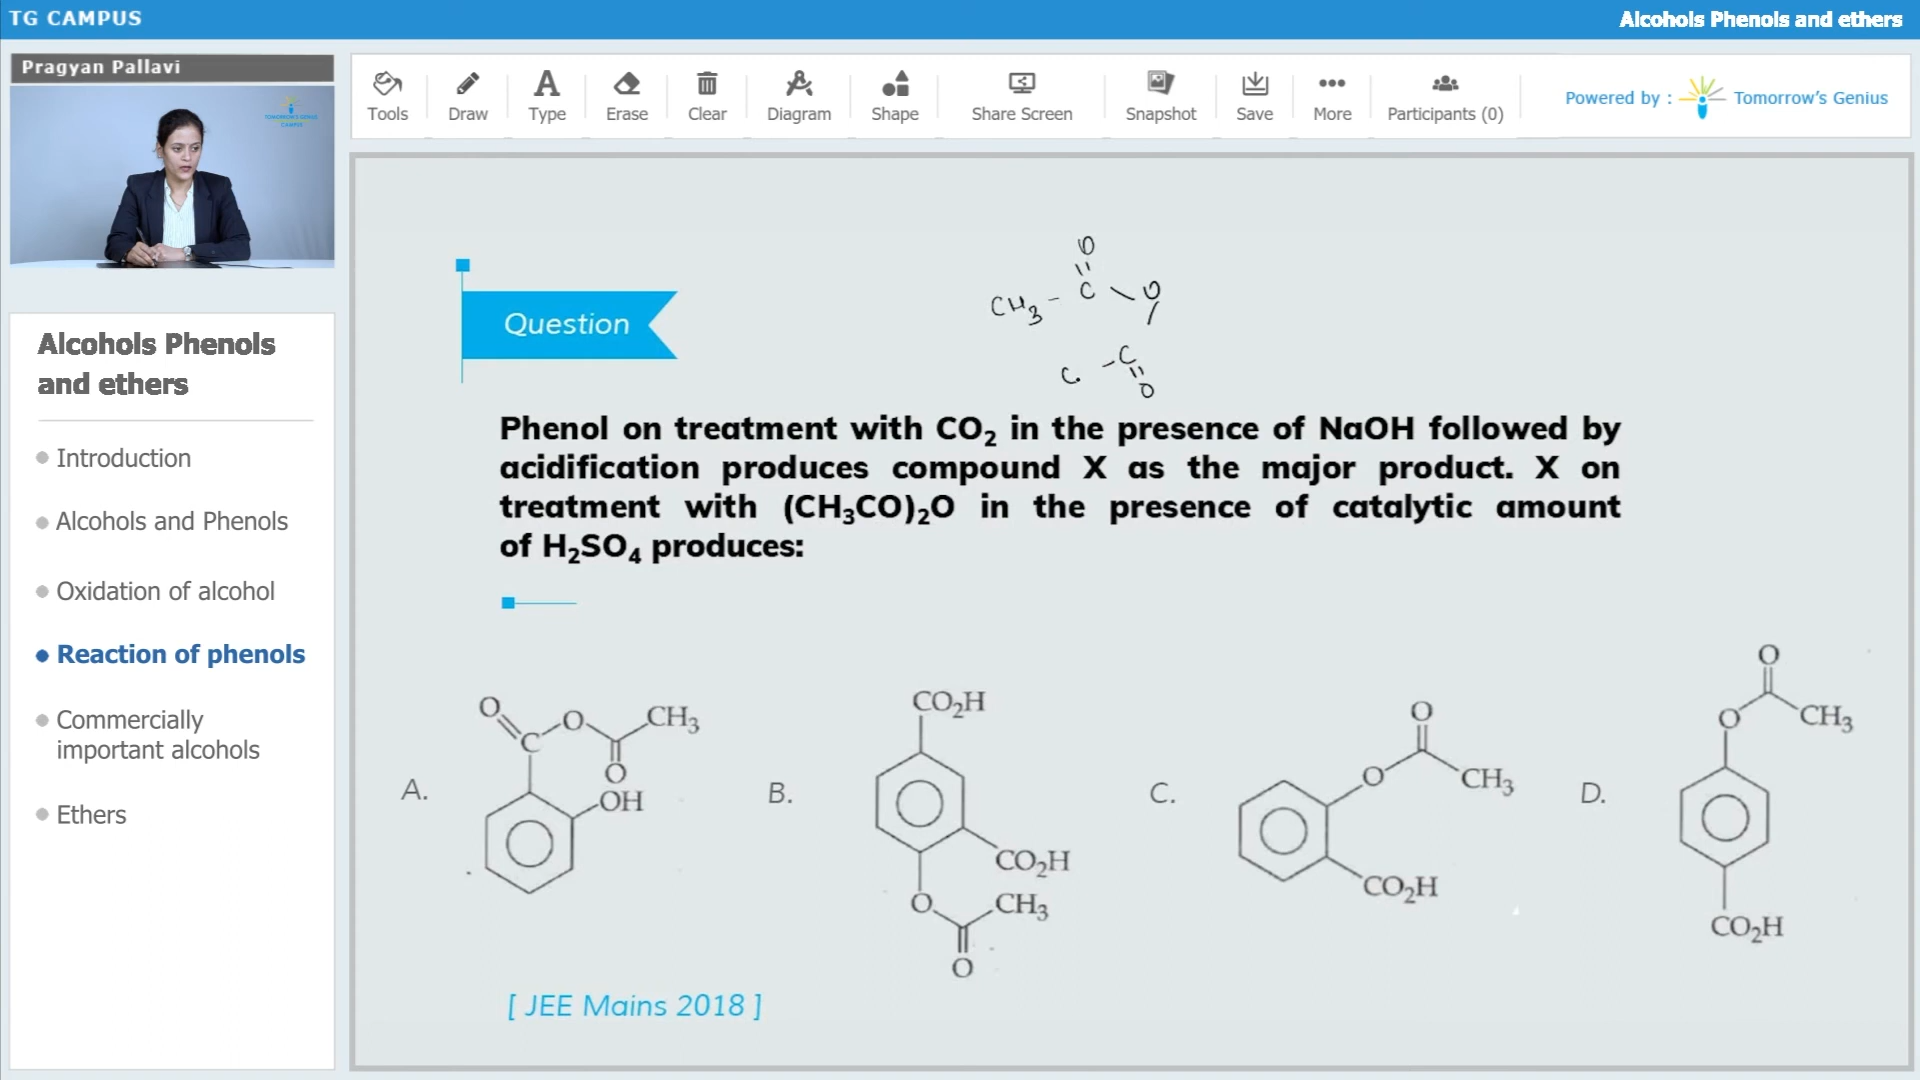 TG CAMPUS
Alcohols Phenols and ethers
Pragyan Pallavi
TOMORROW'S GENIUS
CAMPUS
Tools
Draw
Type
Erase
Clear
Diagram
Shape
Share Screen
Snapshot
Save
More
Participants (0)
Powered by :
Tomorrow's Genius
Alcohols Phenols
and ethers
Introduction
Alcohols and Phenols
Oxidation of alcohol
Reaction of phenols
Commercially
important alcohols
Ethers
Question
O
CH₃ - C \ O
C - C
O
Phenol on treatment with CO₂ in the presence of NaOH followed by
acidification produces compound X as the major product. X on
treatment with (CH₃CO)₂O in the presence of catalytic amount
of H₂SO₄ produces:
A.
O
C
O
CH₃
O
OH
B.
CO₂H
CO₂H
O
CH₃
O
C.
O
O
CH₃
CO₂H
D.
O
O
CH₃
CO₂H
[ JEE Mains 2018 ]